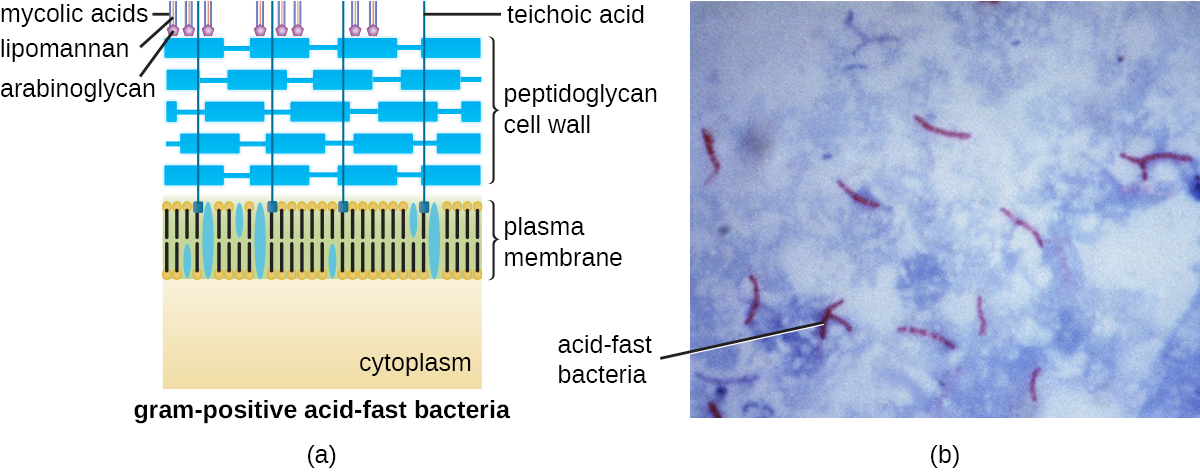 mycolic acids
lipomannan
arabinoglycan
teichoic acid
peptidoglycan
cell wall
plasma
membrane
cytoplasm
gram-positive acid-fast bacteria
(a)
acid-fast
bacteria
(b)